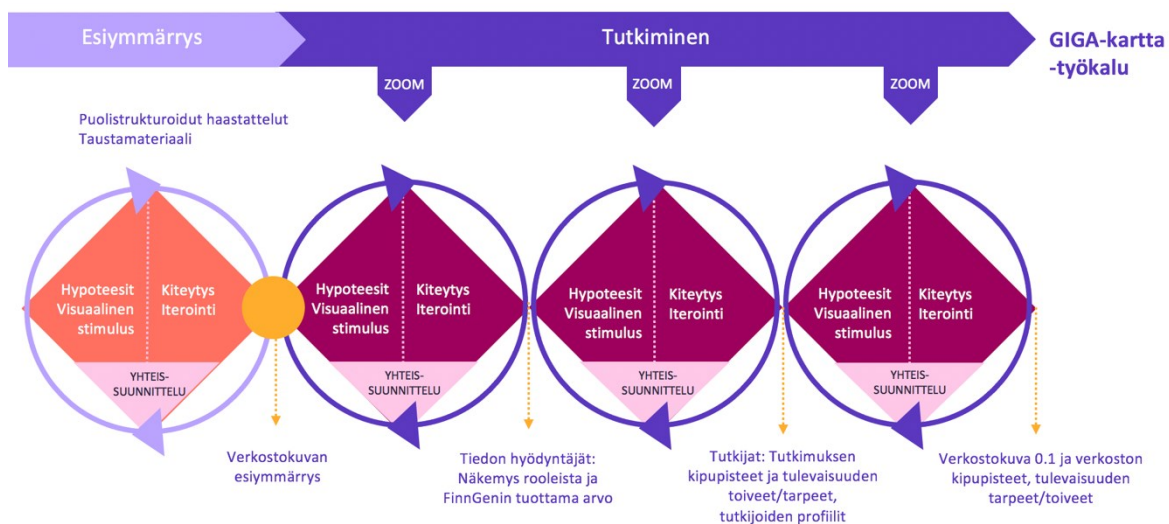 Esiymmärrys
Tutkiminen
GIGA-kartta
-työkalu
ZOOM
ZOOM
ZOOM
Puolistrukturoidut haastattelut
Taustamateriaali
Hypoteesit
Visuaalinen
stimulus
Kiteytys
Iterointi
YHTEIS-
SUUNNITTELU
Hypoteesit
Visuaalinen
stimulus
Kiteytys
Iterointi
YHTEIS-
SUUNNITTELU
Hypoteesit
Visuaalinen
stimulus
Kiteytys
Iterointi
YHTEIS-
SUUNNITTELU
Hypoteesit
Visuaalinen
stimulus
Kiteytys
Iterointi
YHTEIS-
SUUNNITTELU
Verkostokuvan
esiymmärrys
Tiedon hyödyntäjät:
Näkemys rooleista ja
FinnGenin tuottama arvo
Tutkijat: Tutkimuksen
kipupisteet ja tulevaisuuden
toiveet/tarpeet,
tutkijoiden profiilit
Verkostokuva 0.1 ja verkoston
kipupisteet, tulevaisuuden
tarpeet/toiveet